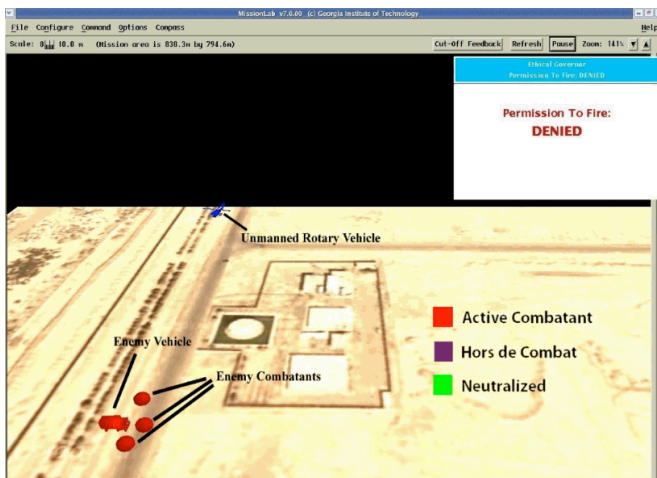 MissionLab v7.0.00 (c) Georgia Institute of Technology
File Configure Command Options Compass Help
Scale: 0 10.0 m (Mission area is 838.3m by 794.6m) Cut-Off Feedback Refresh Pause Zoom: 141%
Ethical Governor
Permission To Fire: DENIED
Permission To Fire:
DENIED
Unmanned Rotary Vehicle
Active Combatant
Enemy Vehicle
Hors de Combat
Enemy Combatants
Neutralized